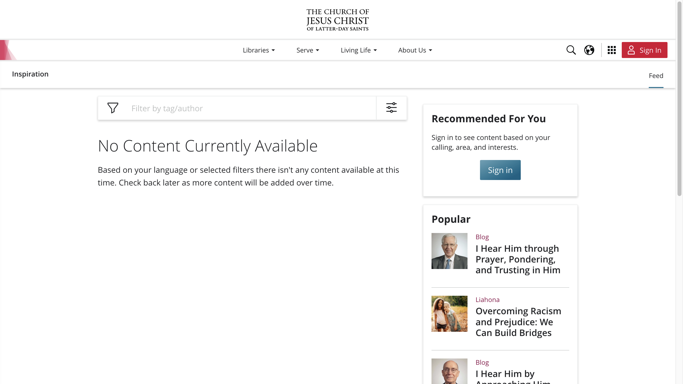 THE CHURCH OF
JESUS CHRIST
OF LATTER-DAY SAINTS
Libraries
Serve
Living Life
About Us
Sign In
Inspiration
Feed
Filter by tag/author
No Content Currently Available
Based on your language or selected filters there isn't any content available at this
time. Check back later as more content will be added over time.
Recommended For You
Sign in to see content based on your
calling, area, and interests.
Sign in
Popular
Blog
I Hear Him through
Prayer, Pondering,
and Trusting in Him
Liahona
Overcoming Racism
and Prejudice: We
Can Build Bridges
Blog
I Hear Him by
Approaching Him